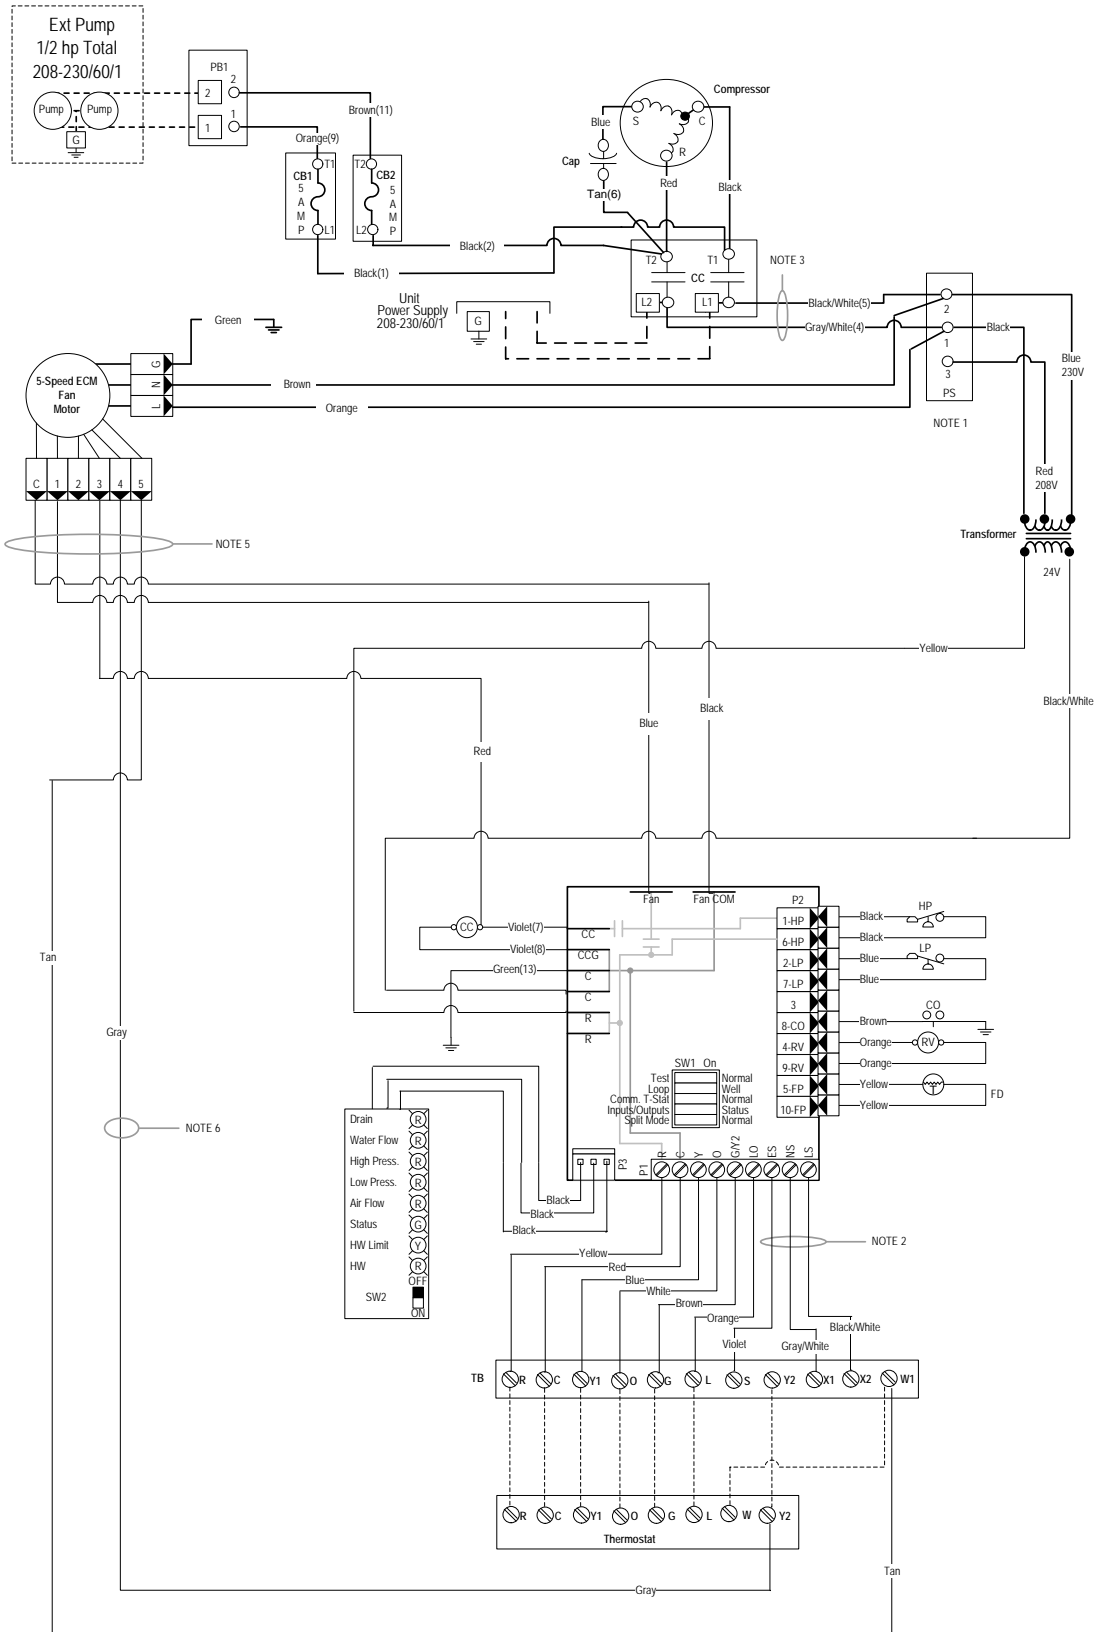 Ext Pump
1/2 hp Total
208-230/60/1
Pump
Pump
G
PB1
2
2
1
1
Brown(11)
Orange(9)
T1
CB1
5
A
M
P
L1
T2
CB2
5
A
M
P
L2
Compressor
S
C
R
Blue
Cap
Tan(6)
Red
Black
Black(2)
Black(1)
T2
T1
CC
L2
L1
NOTE 3
Unit
Power Supply
208-230/60/1
G
Black/White(5)
Gray/White(4)
2
1
3
PS
NOTE 1
Black
Blue
230V
Red
208V
Transformer
24V
Green
5-Speed ECM
Fan
Motor
G
N
L
Brown
Orange
C
1
2
3
4
5
NOTE 5
Yellow
Black/White
Black
Blue
Red
Tan
Gray
NOTE 6
Fan
Fan COM
P2
CC
Violet(7)
Violet(8)
Green(13)
CC
CCG
C
C
R
R
1-HP
6-HP
2-LP
7-LP
3
8-CO
4-RV
9-RV
5-FP
10-FP
Black
HP
Black
Blue
LP
Blue
CO
Brown
Orange
RV
Orange
Yellow
FD
Yellow
SW1
On
Test
Normal
Loop
Well
Comm. T-Stat
Normal
Inputs/Outputs
Status
Split Mode
Normal
P3
P1
R
C
Y
O
G/Y2
LO
ES
NS
LS
Drain
R
Water Flow
R
High Press.
R
Low Press.
R
Air Flow
R
Status
G
HW Limit
Y
HW
R
OFF
SW2
ON
Black
Black
Black
NOTE 2
Yellow
Red
Blue
White
Brown
Orange
Violet
Gray/White
Black/White
TB
R
C
Y1
O
G
L
S
Y2
X1
X2
W1
R
C
Y1
O
G
L
W
Y2
Thermostat
Tan
Gray